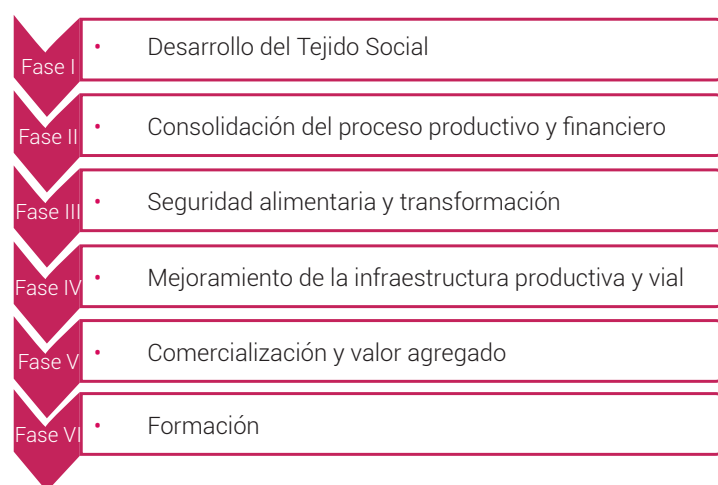 Fase I
• Desarrollo del Tejido Social
Fase II
• Consolidación del proceso productivo y financiero
Fase III
• Seguridad alimentaria y transformación
Fase IV
• Mejoramiento de la infraestructura productiva y vial
Fase V
• Comercialización y valor agregado
Fase VI
• Formación